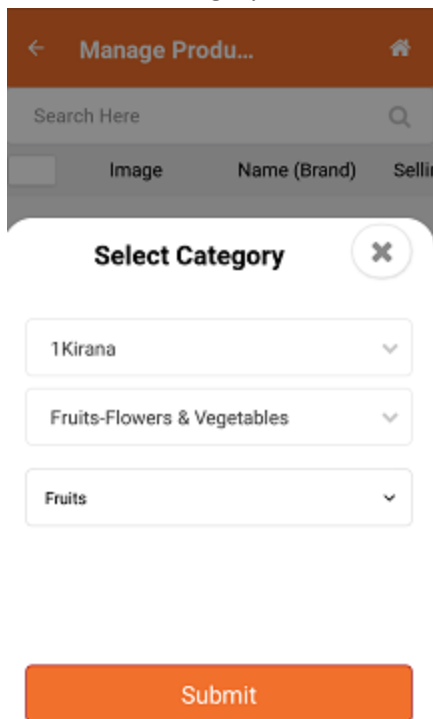 Manage Produ...
Search Here
Image Name (Brand) Sellin
Select Category
1Kirana
Fruits-Flowers & Vegetables
Fruits
Submit